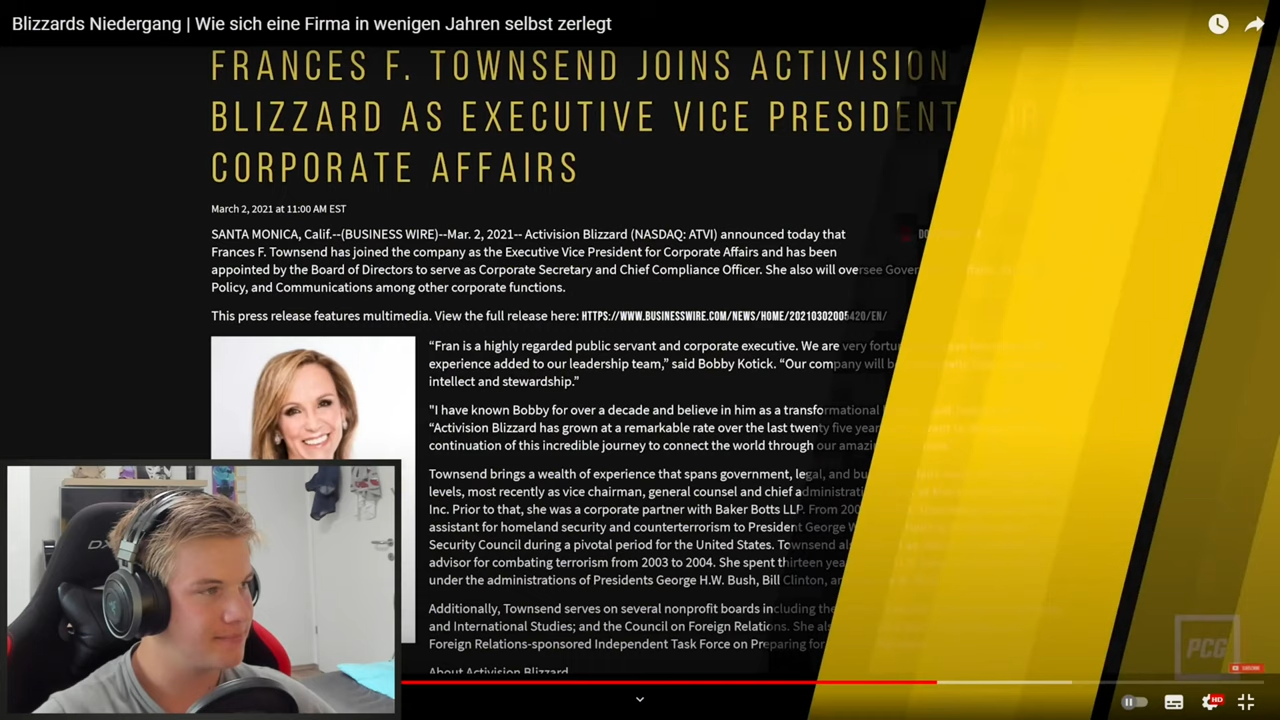 Blizzards Niedergang | Wie sich eine Firma in wenigen Jahren selbst zerlegt
FRANCES F. TOWNSEND JOINS ACTIVISION
BLIZZARD AS EXECUTIVE VICE PRESIDENT
CORPORATE AFFAIRS
March 2, 2021 at 11:00 AM EST
SANTA MONICA, Calif.--(BUSINESS WIRE)--Mar. 2, 2021-- Activision Blizzard (NASDAQ: ATVI) announced today that
Frances F. Townsend has joined the company as the Executive Vice President for Corporate Affairs and has been
appointed by the Board of Directors to serve as Corporate Secretary and Chief Compliance Officer. She also will oversee
Policy, and Communications among other corporate functions.
This press release features multimedia. View the full release here: HTTPS://WWW.BUSINESSWIRE.COM/NEWS/HOME/20210302005420/EN/
“Fran is a highly regarded public servant and corporate executive. We are very
experience added to our leadership team,” said Bobby Kotick. “Our company will
intellect and stewardship.”
"I have known Bobby for over a decade and believe in him as a transformational
“Activision Blizzard has grown at a remarkable rate over the last twenty five
continuation of this incredible journey to connect the world through our
Townsend brings a wealth of experience that spans government, legal, and
levels, most recently as vice chairman, general counsel and chief
Inc. Prior to that, she was a corporate partner with Baker Botts LLP. From
assistant for homeland security and counterterrorism to President George
Security Council during a pivotal period for the United States. Townsend
advisor for combating terrorism from 2003 to 2004. She spent thirteen
under the administrations of Presidents George H.W. Bush, Bill Clinton,
Additionally, Townsend serves on several nonprofit boards including the
and International Studies; and the Council on Foreign Relations. She
Foreign Relations-sponsored Independent Task Force on Preparing for
About Activision Blizzard
PCG
HD